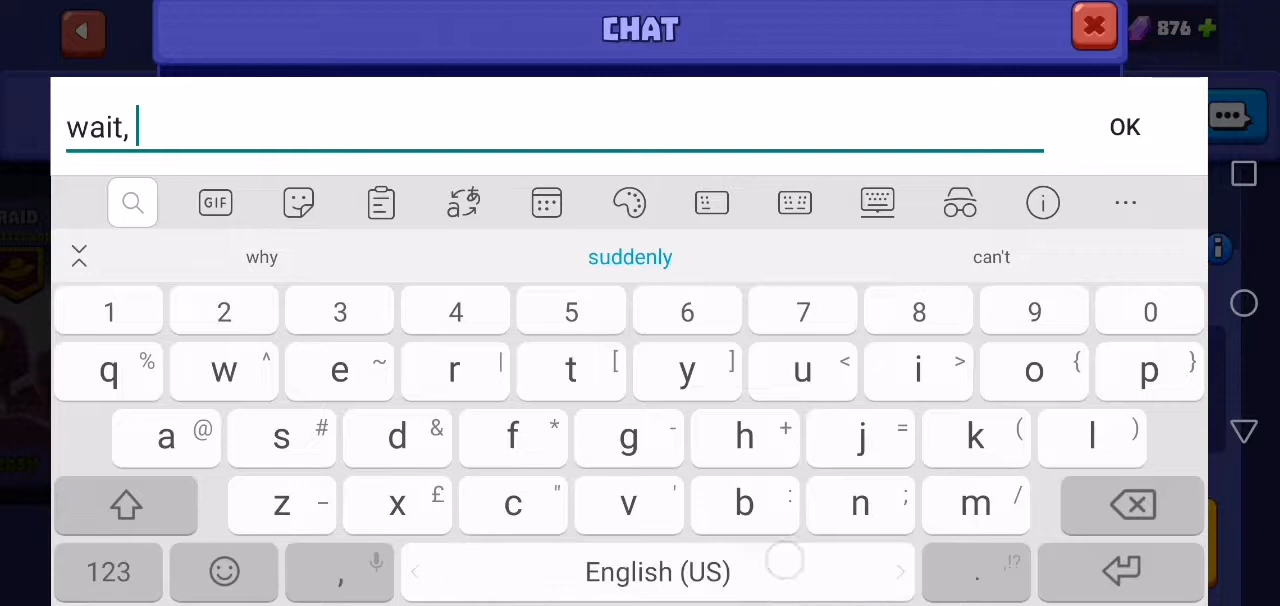 CHAT
876
wait,
OK
RAID
GIF
why suddenly can't
1 2 3 4 5 6 7 8 9 0
q % w ^ e ~ r | t [ y ] u < i > o { p }
a @ s # d & f * g - h + j = k ( l )
z _ x £ c " v ' b : n ; m /
123 , English (US) . ,!?